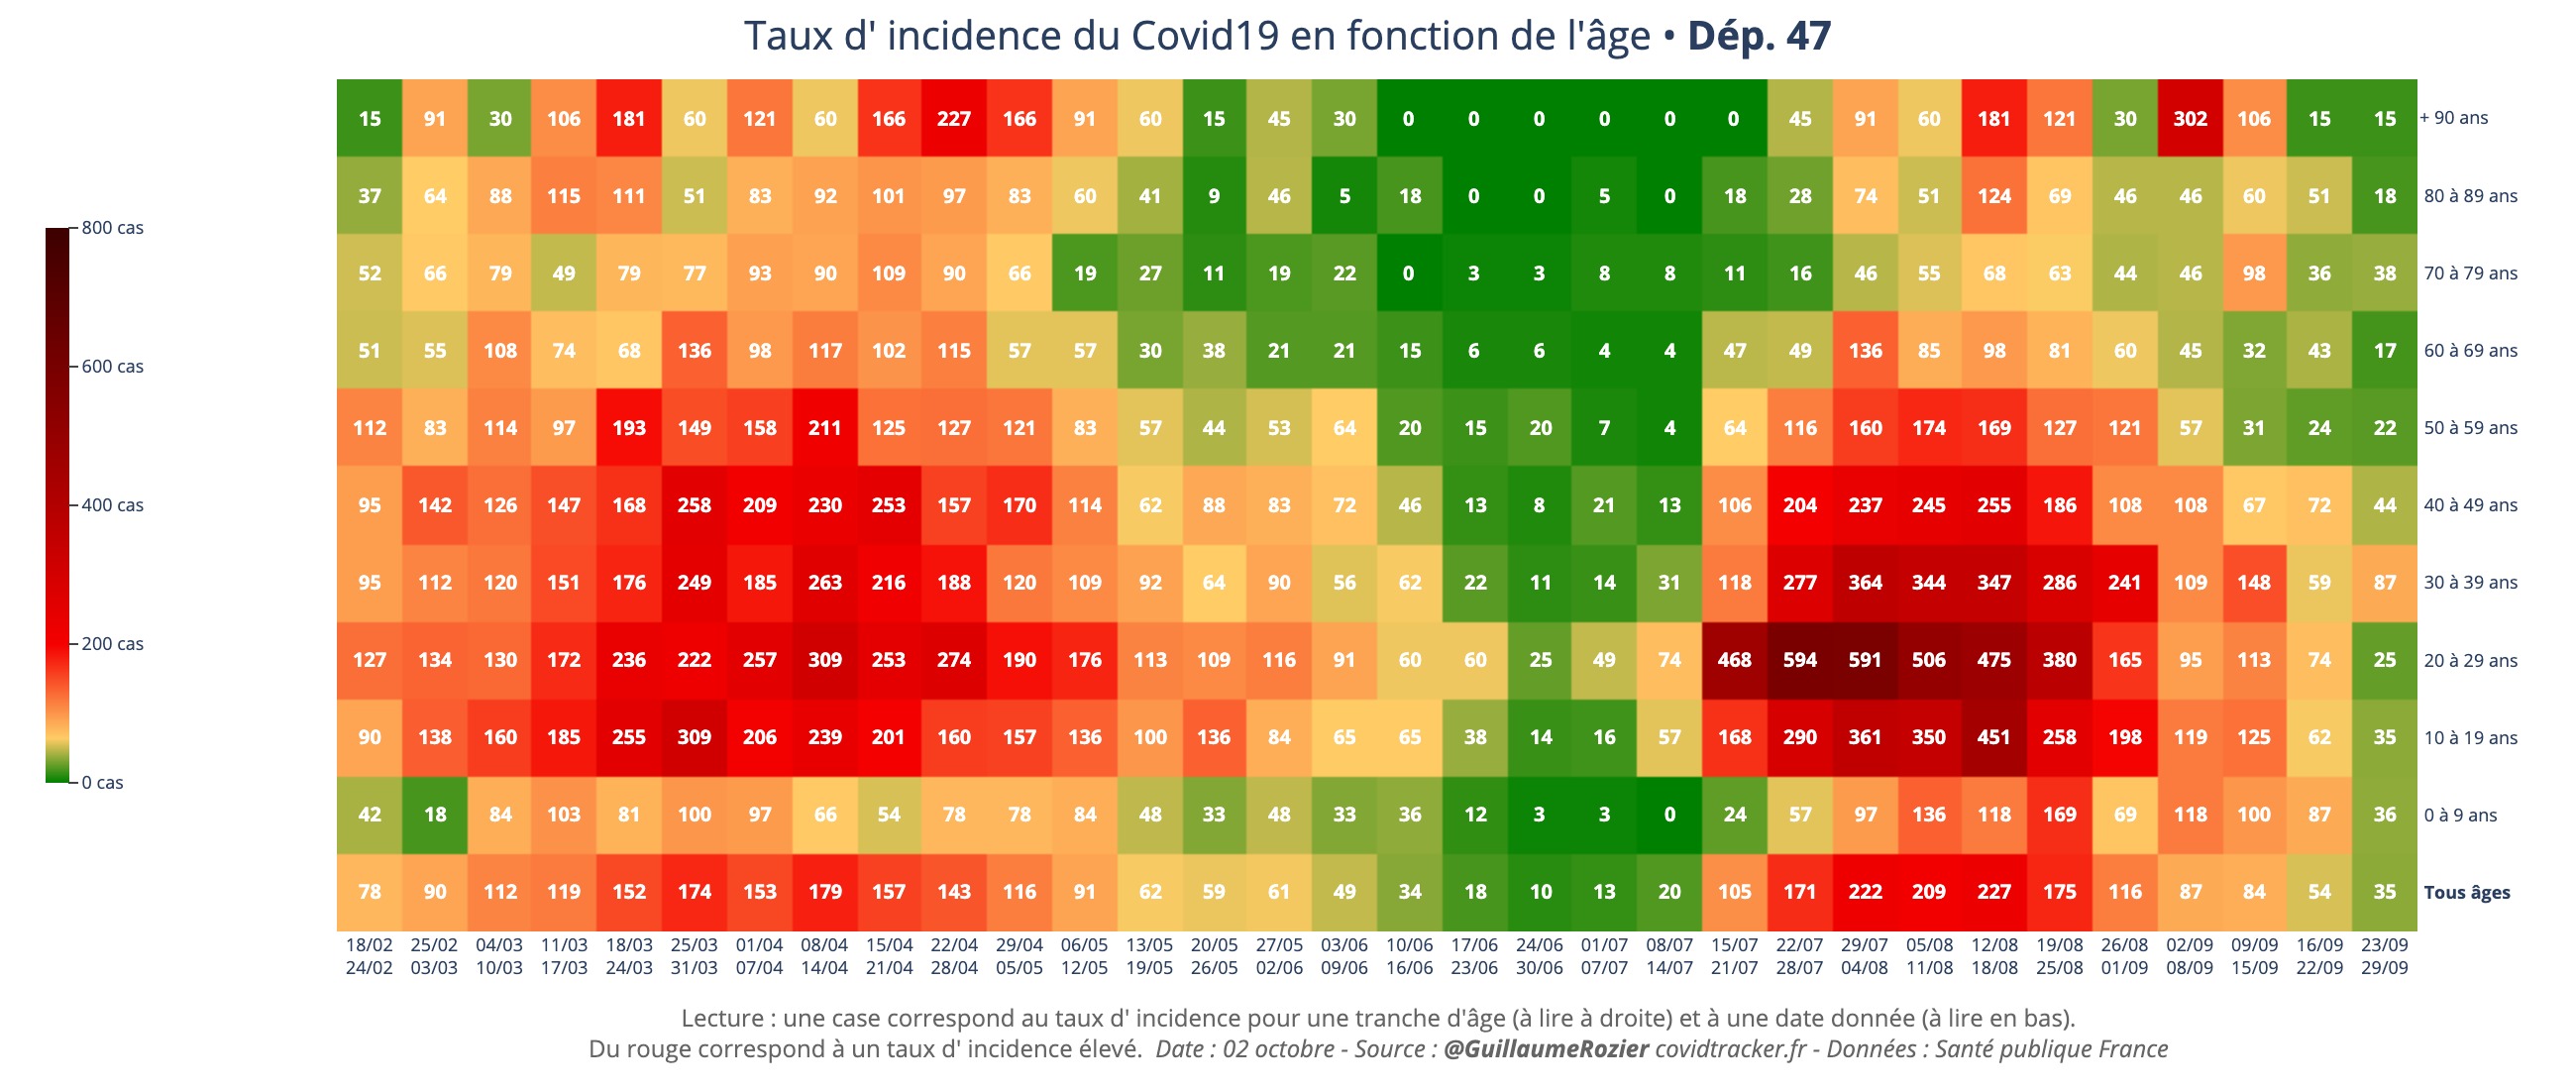 Taux d' incidence du Covid19 en fonction de l'âge • Dép. 47
15 91 30 106 181 60 121 60 166 227 166 91 60 15 45 30 0 0 0 0 0 0 45 91 60 181 121 30 302 106 15 15 + 90 ans
37 64 88 115 111 51 83 92 101 97 83 60 41 9 46 5 18 0 0 5 0 18 28 74 51 124 69 46 46 60 51 18 80 à 89 ans
800 cas
52 66 79 49 79 77 93 90 109 90 66 19 27 11 19 22 0 3 3 8 8 11 16 46 55 68 63 44 46 98 36 38 70 à 79 ans
51 55 108 74 68 136 98 117 102 115 57 57 30 38 21 21 15 6 6 4 4 47 49 136 85 98 81 60 45 32 43 17 60 à 69 ans
600 cas
112 83 114 97 193 149 158 211 125 127 121 83 57 44 53 64 20 15 20 7 4 64 116 160 174 169 127 121 57 31 24 22 50 à 59 ans
400 cas
95 142 126 147 168 258 209 230 253 157 170 114 62 88 83 72 46 13 8 21 13 106 204 237 245 255 186 108 108 67 72 44 40 à 49 ans
95 112 120 151 176 249 185 263 216 188 120 109 92 64 90 56 62 22 11 14 31 118 277 364 344 347 286 241 109 148 59 87 30 à 39 ans
200 cas
127 134 130 172 236 222 257 309 253 274 190 176 113 109 116 91 60 60 25 49 74 468 594 591 506 475 380 165 95 113 74 25 20 à 29 ans
90 138 160 185 255 309 206 239 201 160 157 136 100 136 84 65 65 38 14 16 57 168 290 361 350 451 258 198 119 125 62 35 10 à 19 ans
0 cas
42 18 84 103 81 100 97 66 54 78 78 84 48 33 48 33 36 12 3 3 0 24 57 97 136 118 169 69 118 100 87 36 0 à 9 ans
78 90 112 119 152 174 153 179 157 143 116 91 62 59 61 49 34 18 10 13 20 105 171 222 209 227 175 116 87 84 54 35 Tous âges
18/02 25/02 04/03 11/03 18/03 25/03 01/04 08/04 15/04 22/04 29/04 06/05 13/05 20/05 27/05 03/06 10/06 17/06 24/06 01/07 08/07 15/07 22/07 29/07 05/08 12/08 19/08 26/08 02/09 09/09 16/09 23/09
24/02 03/03 10/03 17/03 24/03 31/03 07/04 14/04 21/04 28/04 05/05 12/05 19/05 26/05 02/06 09/06 16/06 23/06 30/06 07/07 14/07 21/07 28/07 04/08 11/08 18/08 25/08 01/09 08/09 15/09 22/09 29/09
Lecture : une case correspond au taux d' incidence pour une tranche d'âge (à lire à droite) et à une date donnée (à lire en bas).
Du rouge correspond à un taux d' incidence élevé. Date : 02 octobre - Source : @GuillaumeRozier covidtracker.fr - Données : Santé publique France